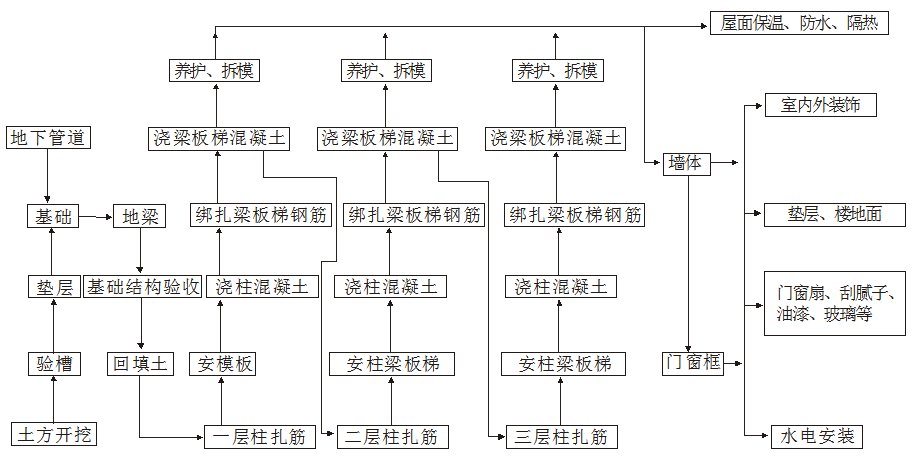 屋面保温、防水、隔热
养护、拆模
养护、拆模
养护、拆模
室内外装饰
地下管道
浇梁板梯混凝土
浇梁板梯混凝土
浇梁板梯混凝土
墙体
基础
地梁
绑扎梁板梯钢筋
绑扎梁板梯钢筋
绑扎梁板梯钢筋
垫层、楼地面
垫层
基础结构验收
浇柱混凝土
浇柱混凝土
浇柱混凝土
门窗扇、刮腻子、
油漆、玻璃等
验槽
回填土
安模板
安柱梁板梯
安柱梁板梯
门窗框
土方开挖
一层柱扎筋
二层柱扎筋
三层柱扎筋
水电安装